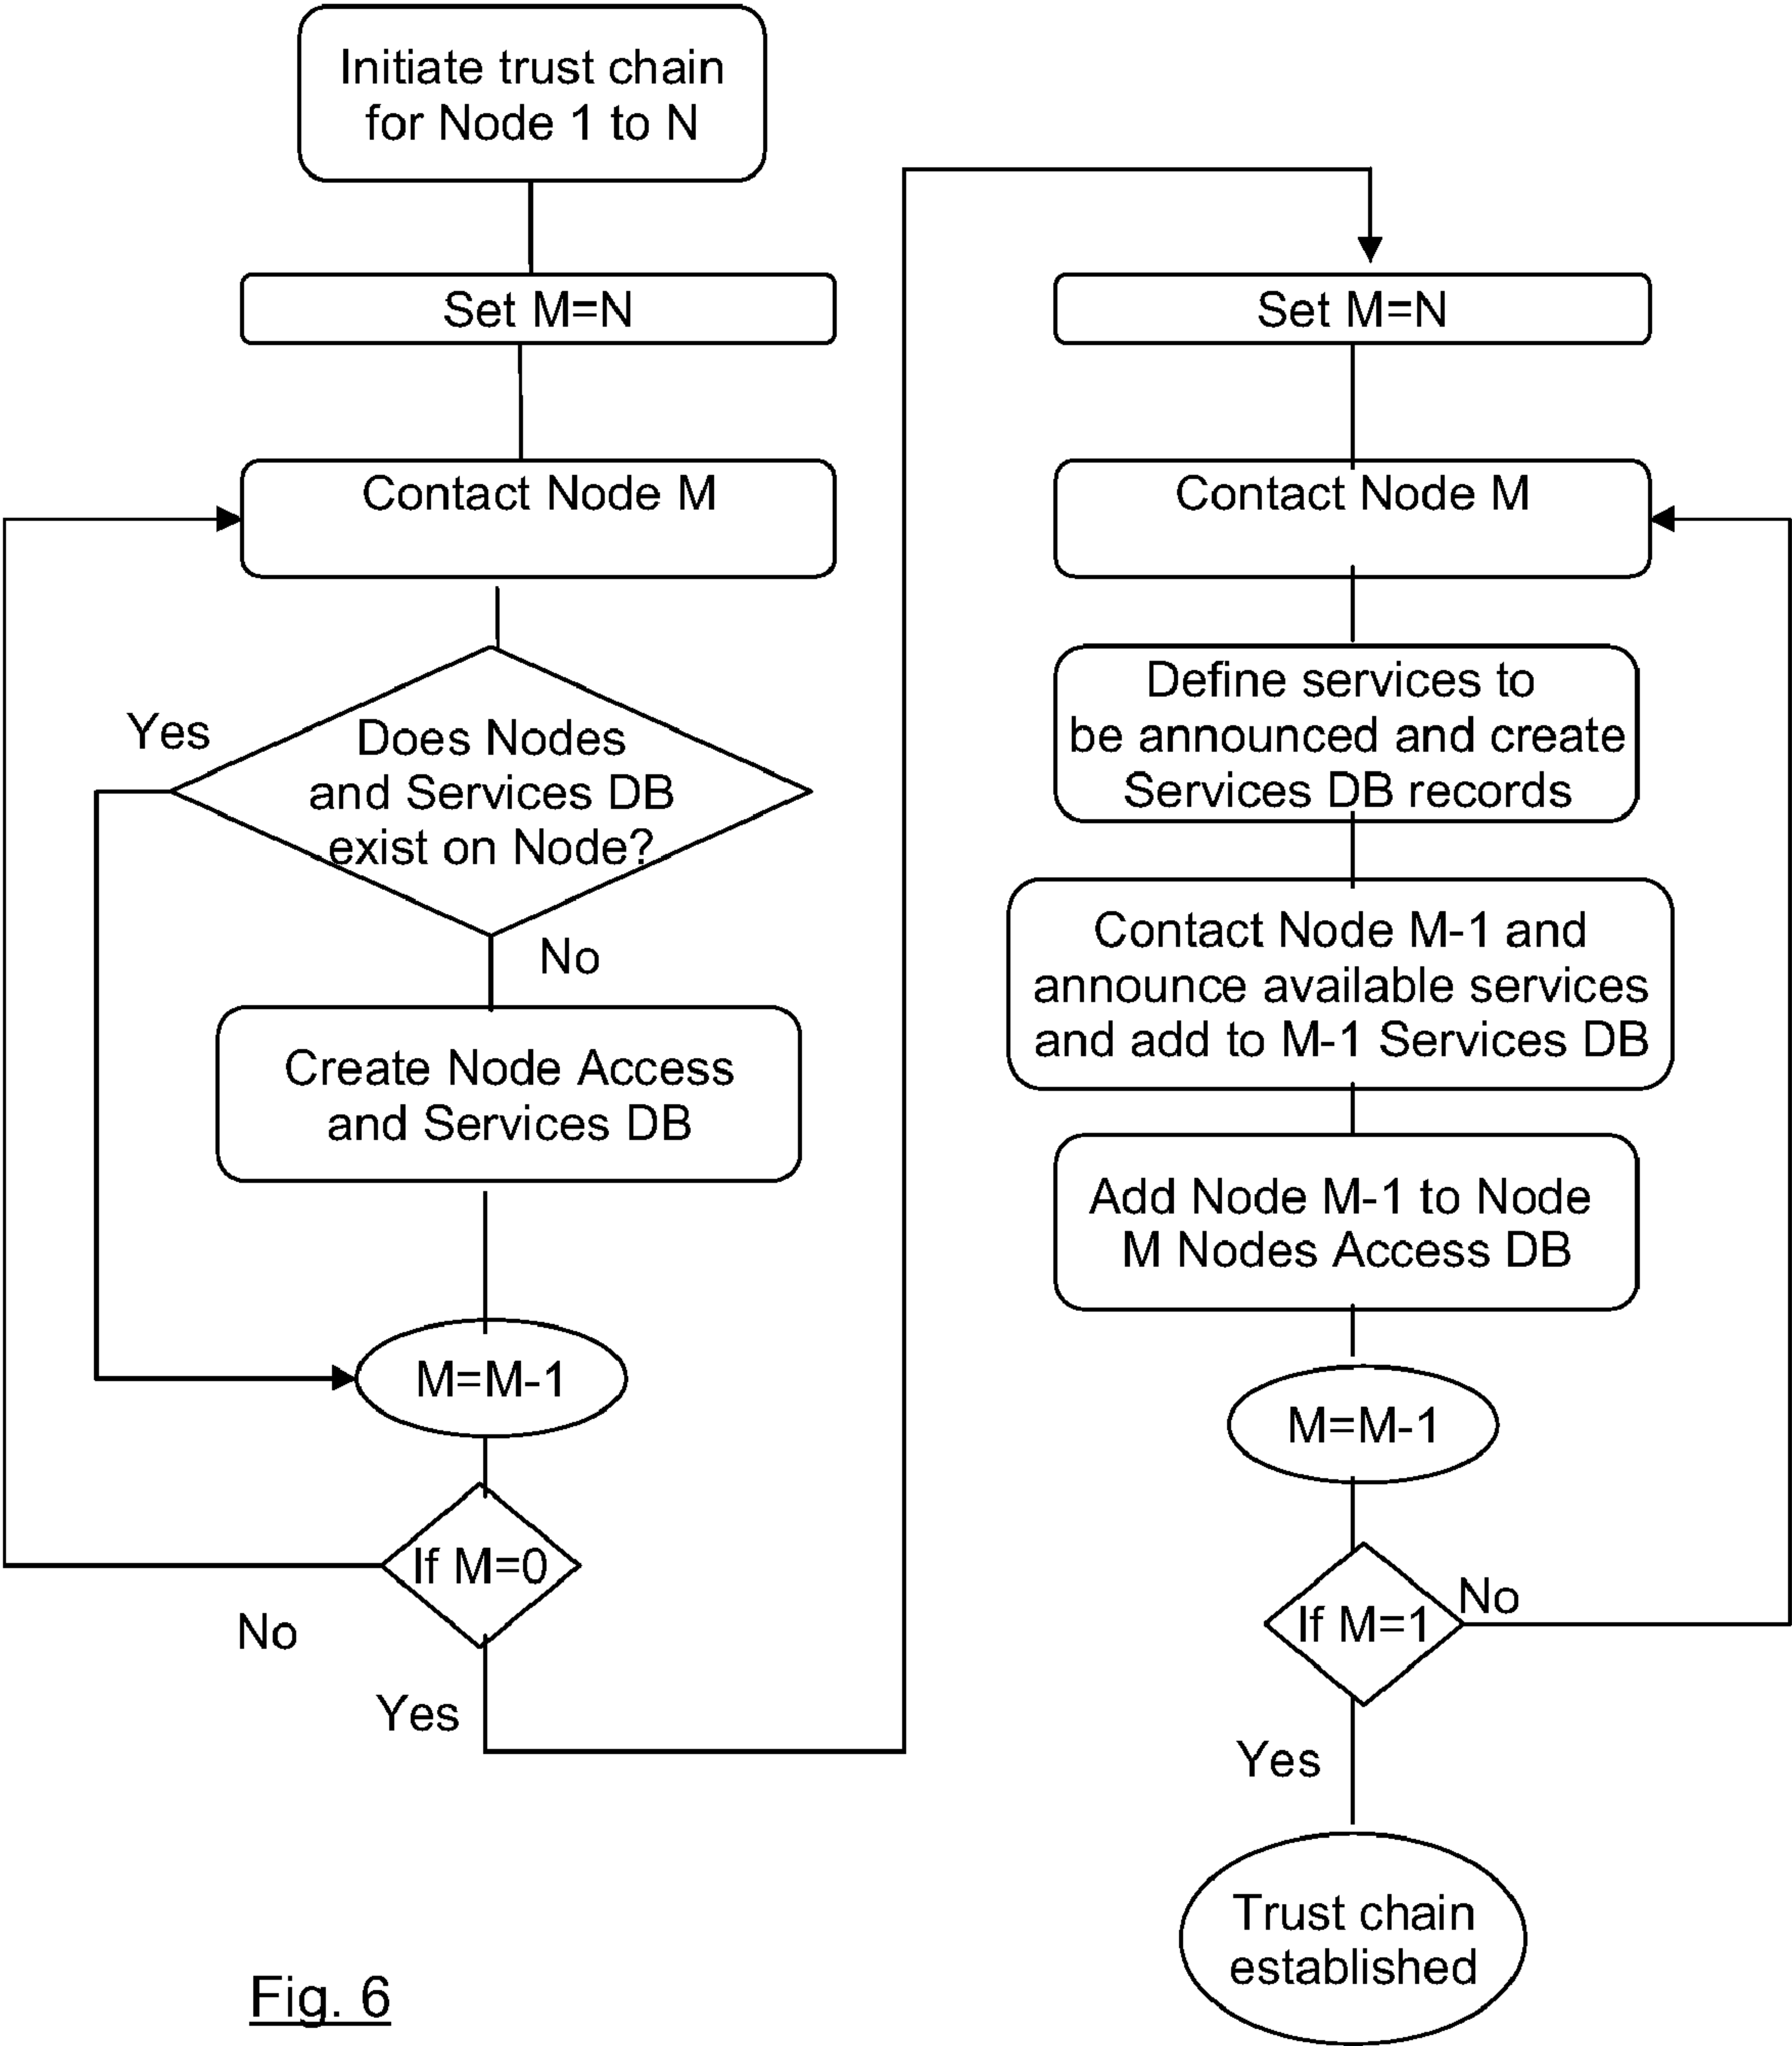 Initiate trust chain
for Node 1 to N
Set M=N
Contact Node M
Yes
Does Nodes
and Services DB
exist on Node?
No
Create Node Access
and Services DB
M=M-1
If M=0
No
Yes
Set M=N
Contact Node M
Define services to
be announced and create
Services DB records
Contact Node M-1 and
announce available services
and add to M-1 Services DB
Add Node M-1 to Node
M Nodes Access DB
M=M-1
If M=1
No
Yes
Trust chain
established
Fig. 6